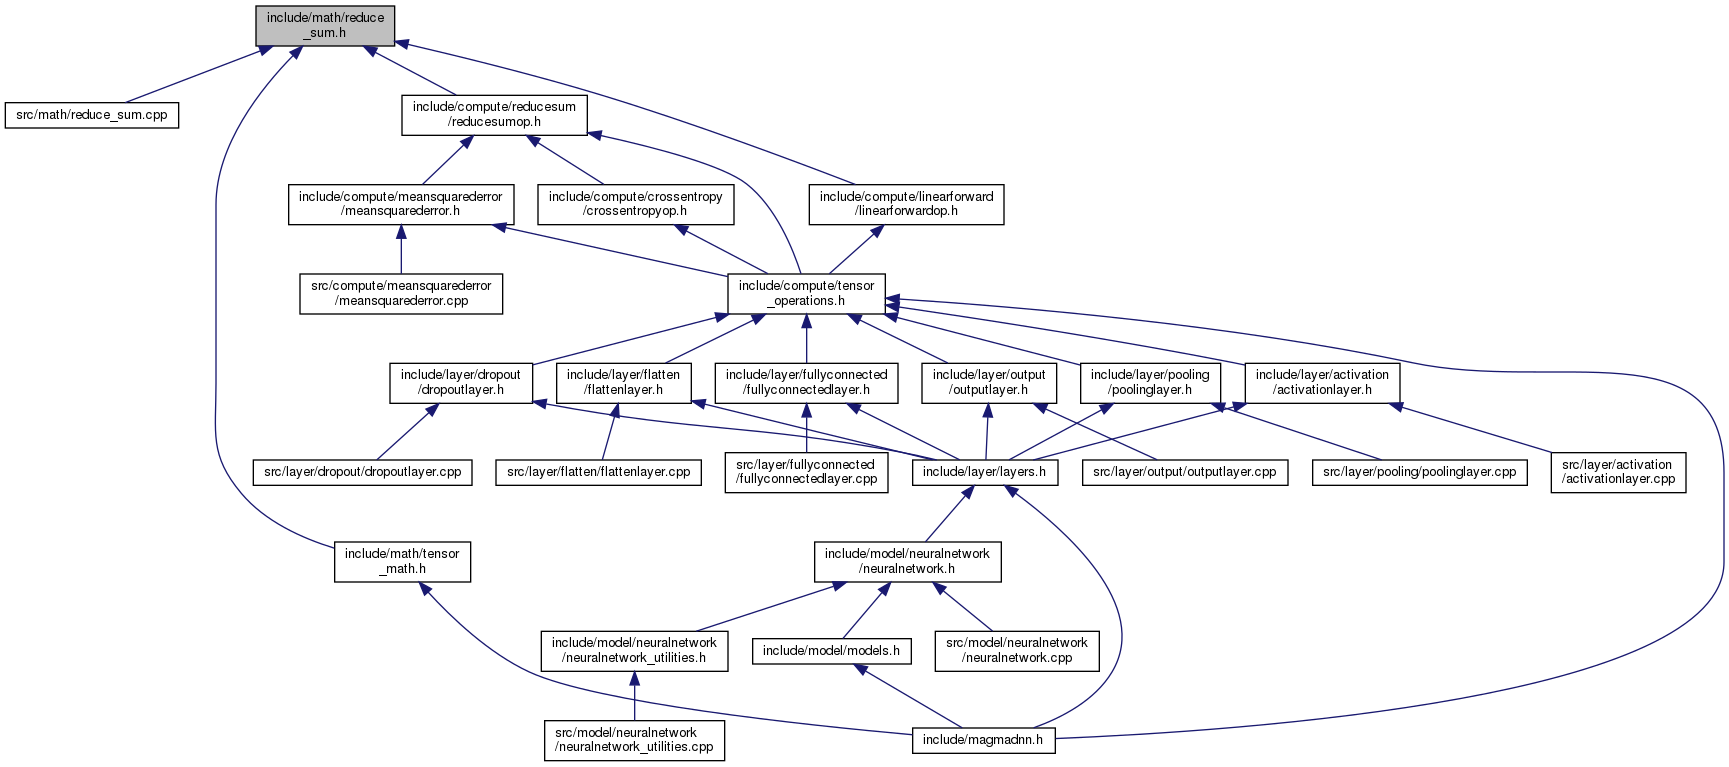 include/math/reduce
_sum.h
src/math/reduce_sum.cpp
include/compute/reducesum
/reducesumop.h
include/compute/meansquarederror
/meansquarederror.h
include/compute/crossentropy
/crossentropyop.h
include/compute/linearforward
/linearforwardop.h
src/compute/meansquarederror
/meansquarederror.cpp
include/compute/tensor
_operations.h
include/layer/dropout
/dropoutlayer.h
include/layer/flatten
/flattenlayer.h
include/layer/fullyconnected
/fullyconnectedlayer.h
include/layer/output
/outputlayer.h
include/layer/pooling
/poolinglayer.h
include/layer/activation
/activationlayer.h
src/layer/dropout/dropoutlayer.cpp
src/layer/flatten/flattenlayer.cpp
src/layer/fullyconnected
/fullyconnectedlayer.cpp
include/layer/layers.h
src/layer/output/outputlayer.cpp
src/layer/pooling/poolinglayer.cpp
src/layer/activation
/activationlayer.cpp
include/math/tensor
_math.h
include/model/neuralnetwork
/neuralnetwork.h
include/model/neuralnetwork
/neuralnetwork_utilities.h
include/model/models.h
src/model/neuralnetwork
/neuralnetwork.cpp
src/model/neuralnetwork
/neuralnetwork_utilities.cpp
include/magmadnn.h